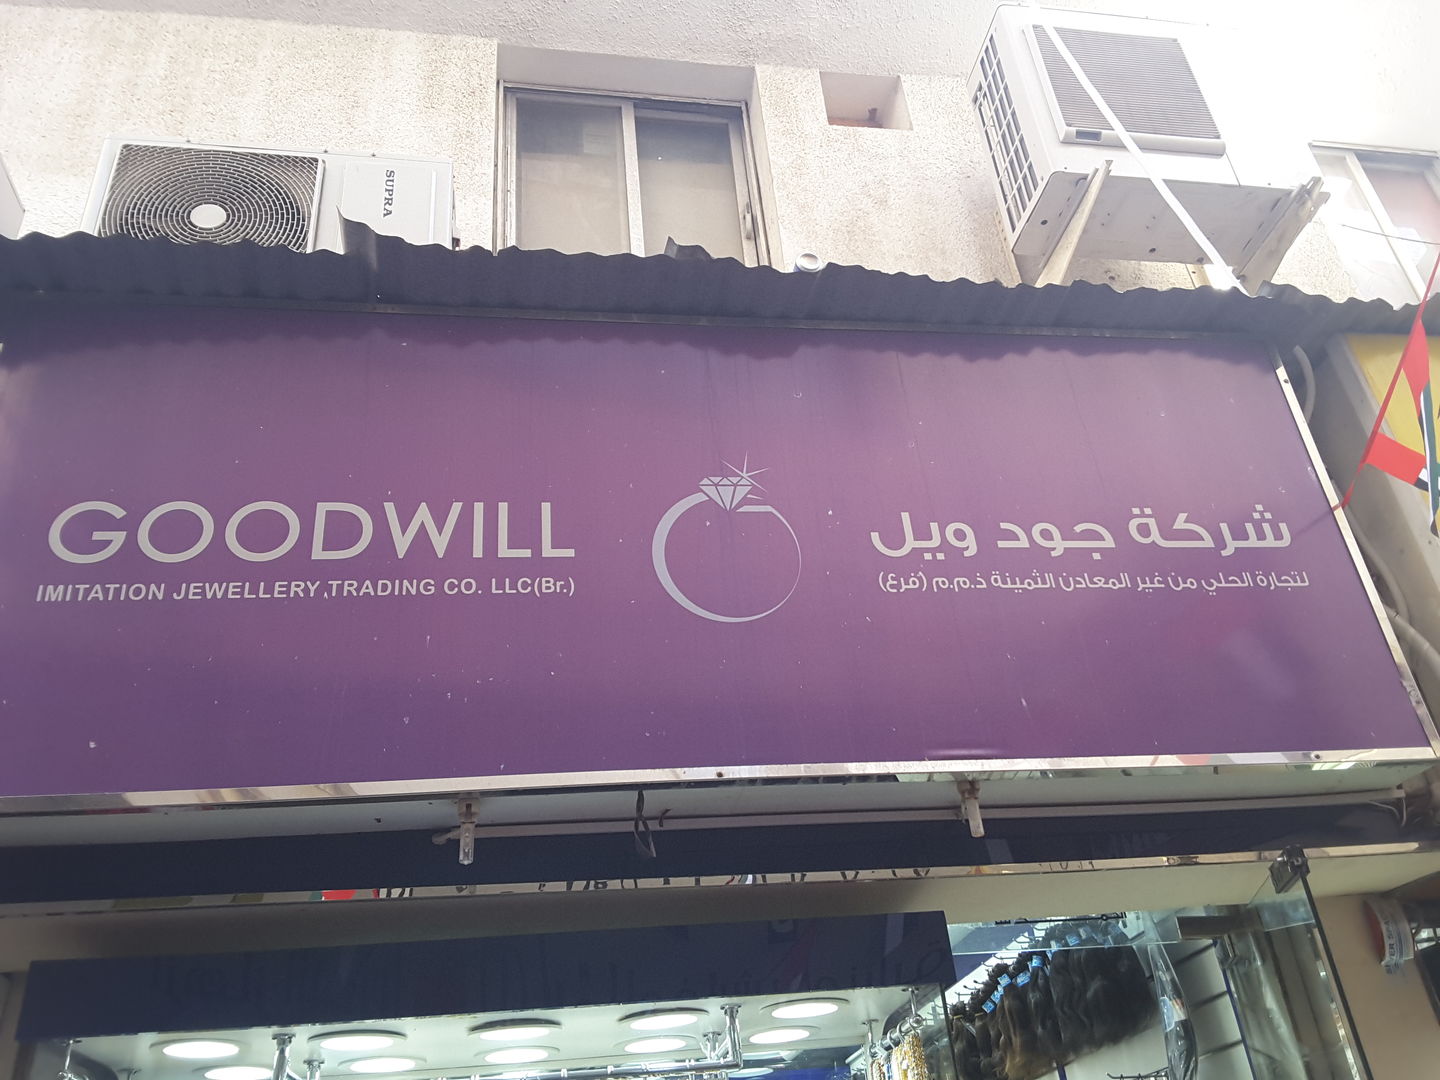 SUPRA
GOODWILL
IMITATION JEWELLERY TRADING CO. LLC(Br.)
شركة جود ويل
لتجارة الحلي من غير المعادن الثمينة ذ.م.م (فرع)